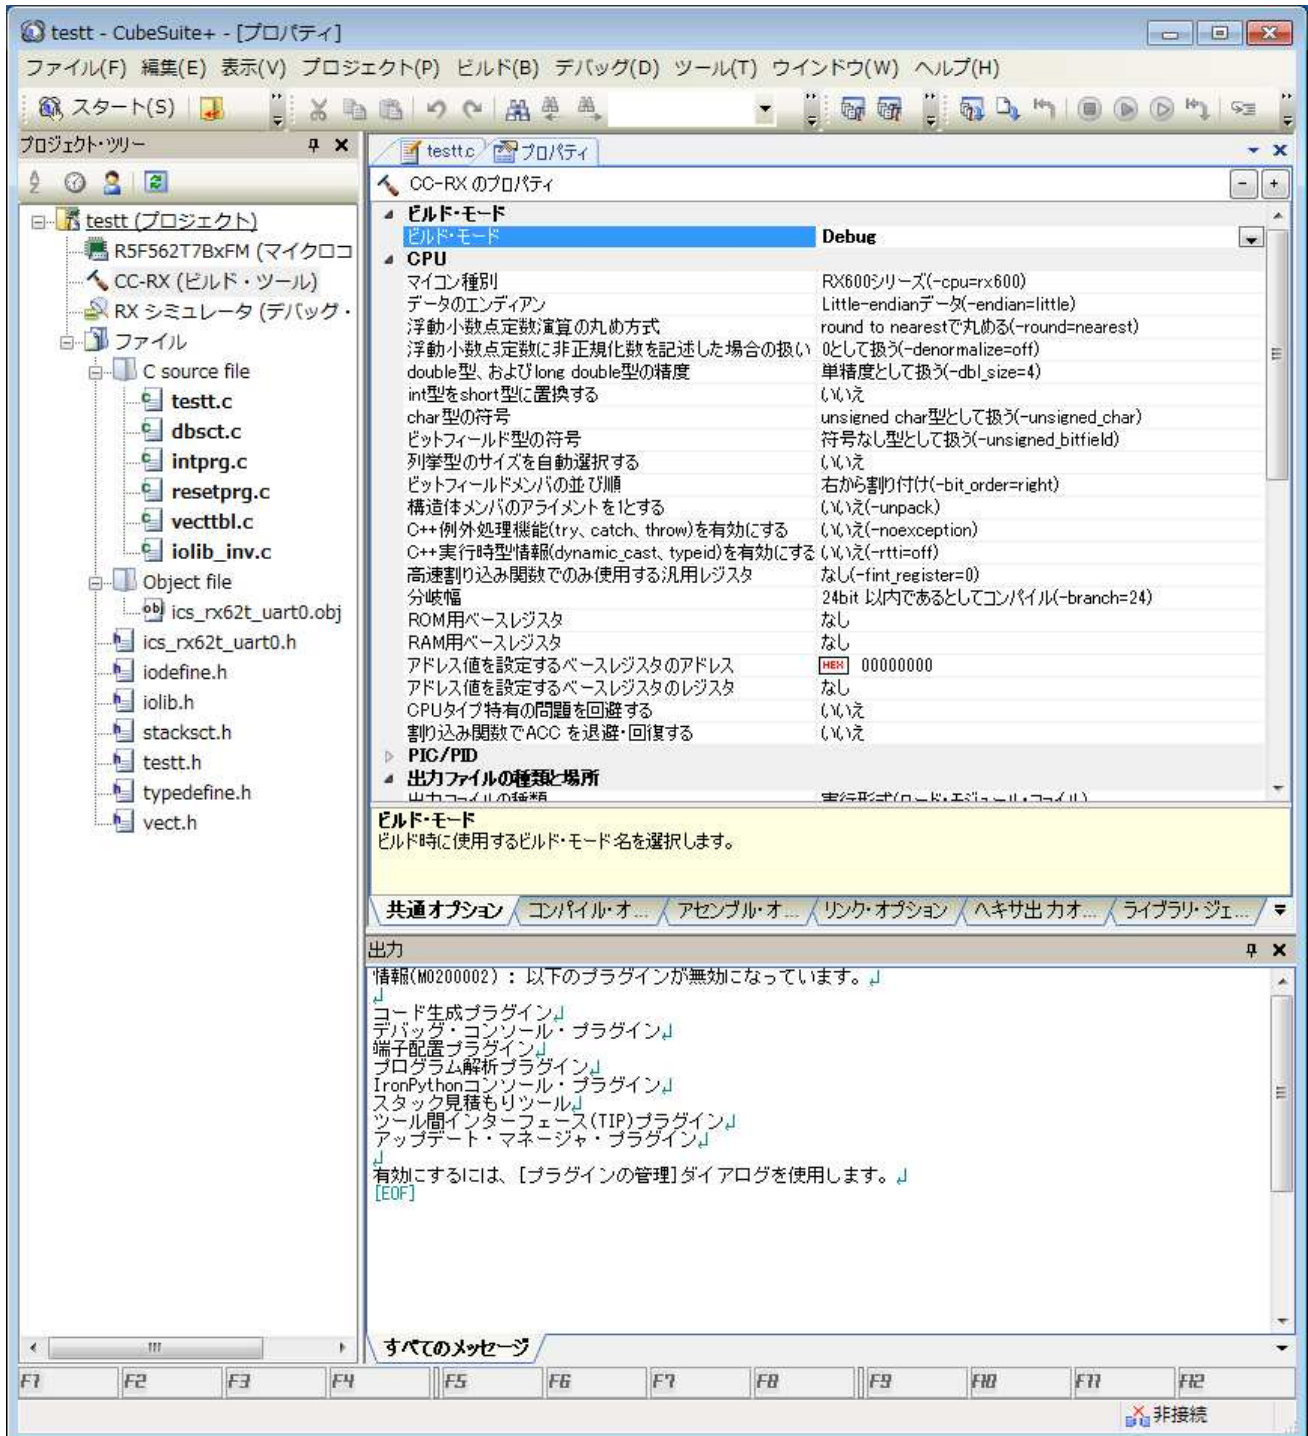 testt - CubeSuite+ - [プロパティ]
ファイル(F) 編集(E) 表示(V) プロジェクト(P) ビルド(B) デバッグ(D) ツール(T) ウインドウ(W) ヘルプ(H)
スタート(S)
プロジェクト・ツリー
testt (プロジェクト)
R5F562T7BxFM (マイクロコ
CC-RX (ビルド・ツール)
RX シミュレータ (デバッグ・
ファイル
C source file
testt.c
dbsct.c
intprg.c
resetprg.c
vecttbl.c
iolib_inv.c
Object file
ics_rx62t_uart0.obj
ics_rx62t_uart0.h
iodefine.h
iolib.h
stacksct.h
testt.h
typedefine.h
vect.h
testt.c プロパティ
CC-RX のプロパティ
ビルド・モード
ビルド・モード Debug
CPU
マイコン種別 RX600シリーズ(-cpu=rx600)
データのエンディアン Little-endianデータ(-endian=little)
浮動小数点定数演算の丸め方式 round to nearestで丸める(-round=nearest)
浮動小数点定数に非正規化数を記述した場合の扱い 0として扱う(-denormalize=off)
double型、およびlong double型の精度 単精度として扱う(-dbl_size=4)
int型をshort型に置換する いいえ
char型の符号 unsigned char型として扱う(-unsigned_char)
ビットフィールド型の符号 符号なし型として扱う(-unsigned_bitfield)
列挙型のサイズを自動選択する いいえ
ビットフィールドメンバの並び順 右から割り付け(-bit_order=right)
構造体メンバのアライメントを1とする いいえ(-unpack)
C++例外処理機能(try、catch、throw)を有効にする いいえ(-noexception)
C++実行時型情報(dynamic_cast、typeid)を有効にする いいえ(-rtti=off)
高速割り込み関数でのみ使用する汎用レジスタ なし(-fint_register=0)
分岐幅 24bit 以内であるとしてコンパイル(-branch=24)
ROM用ベースレジスタ なし
RAM用ベースレジスタ なし
アドレス値を設定するベースレジスタのアドレス HEX 00000000
アドレス値を設定するベースレジスタのレジスタ なし
CPUタイプ特有の問題を回避する いいえ
割り込み関数でACC を退避・回復する いいえ
PIC/PID
出力ファイルの種類と場所
出力ファイルの種類 実行形式(ロード・モジュール・ファイル)
ビルド・モード
ビルド時に使用するビルド・モード名を選択します。
共通オプション コンパイル・オ... アセンブル・オ... リンク・オプション ヘキサ出力オ... ライブラリ・ジェ...
出力
情報(M0200002) : 以下のプラグインが無効になっています。
コード生成プラグイン
デバッグ・コンソール・プラグイン
端子配置プラグイン
プログラム解析プラグイン
IronPythonコンソール・プラグイン
スタック見積もりツール
ツール間インターフェース(TIP)プラグイン
アップデート・マネージャ・プラグイン
有効にするには、[プラグインの管理]ダイアログを使用します。
[EOF]
すべてのメッセージ
F1 F2 F3 F4 F5 F6 F7 F8 F9 F10 F11 F12
非接続